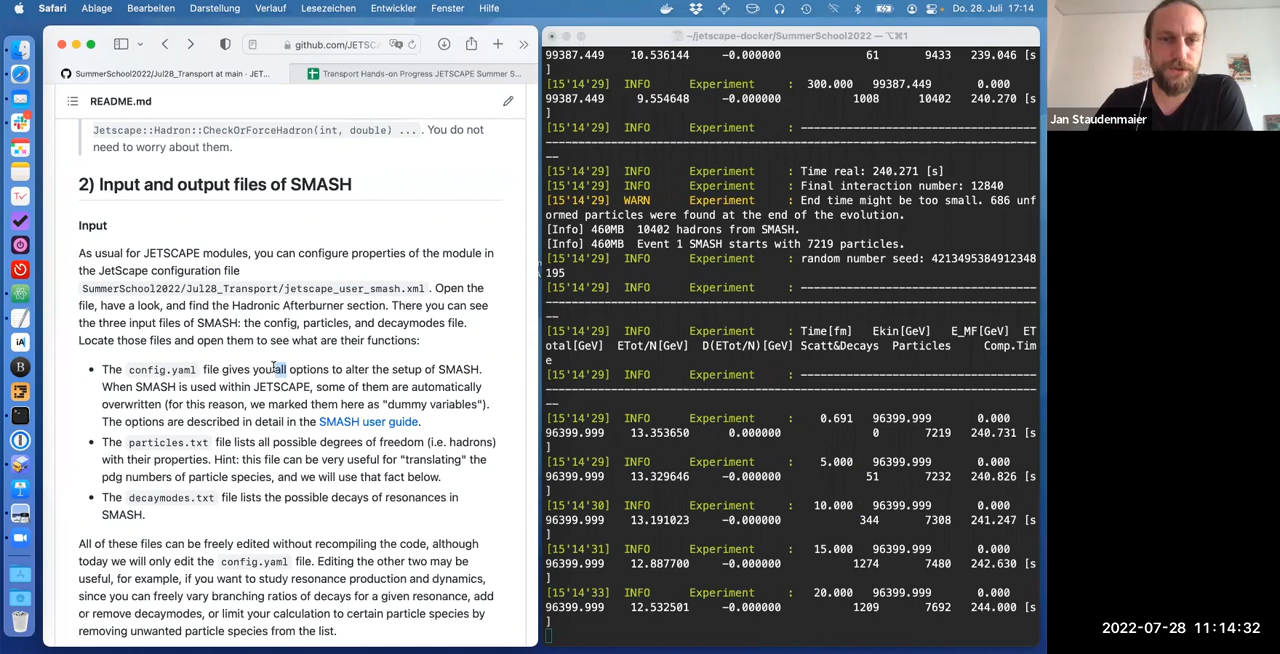 Safari Ablage Bearbeiten Darstellung Verlauf Lesezeichen Entwickler Fenster Hilfe
Do. 28. Juli 17:14
github.com/JETSC
SummerSchool2022/Jul28_Transport at main · JET...
Transport Hands-on Progress JETSCAPE Summer S...
README.md
Jetscape::Hadron::CheckOrForceHadron(int, double) ... . You do not
need to worry about them.
2) Input and output files of SMASH
Input
As usual for JETSCAPE modules, you can configure properties of the module in
the JetScape configuration file
SummerSchool2022/Jul28_Transport/jetscape_user_smash.xml . Open the
file, have a look, and find the Hadronic Afterburner section. There you can see
the three input files of SMASH: the config, particles, and decaymodes file.
Locate those files and open them to see what are their functions:
• The config.yaml file gives you all options to alter the setup of SMASH.
When SMASH is used within JETSCAPE, some of them are automatically
overwritten (for this reason, we marked them here as "dummy variables").
The options are described in detail in the SMASH user guide.
• The particles.txt file lists all possible degrees of freedom (i.e. hadrons)
with their properties. Hint: this file can be very useful for "translating" the
pdg numbers of particle species, and we will use that fact below.
• The decaymodes.txt file lists the possible decays of resonances in
SMASH.
All of these files can be freely edited without recompiling the code, although
today we will only edit the config.yaml file. Editing the other two may be
useful, for example, if you want to study resonance production and dynamics,
since you can freely vary branching ratios of decays for a given resonance, add
or remove decaymodes, or limit your calculation to certain particle species by
removing unwanted particle species from the list.
~/jetscape-docker/SummerSchool2022 — ⌥⌘1
99387.449 10.536144 -0.000000 61 9433 239.046 [s
]
[15'14'29] INFO Experiment : 300.000 99387.449 0.000
99387.449 9.554648 -0.000000 1008 10402 240.270 [s
]
[15'14'29] INFO Experiment : -----------------------------------
----------------------------------------------------------------------
--
[15'14'29] INFO Experiment : Time real: 240.271 [s]
[15'14'29] INFO Experiment : Final interaction number: 12840
[15'14'29] WARN Experiment : End time might be too small. 686 unf
ormed particles were found at the end of the evolution.
[Info] 460MB 10402 hadrons from SMASH.
[Info] 460MB Event 1 SMASH starts with 7219 particles.
[15'14'29] INFO Experiment : random number seed: 4213495384912348
195
[15'14'29] INFO Experiment : -----------------------------------
----------------------------------------------------------------------
--
[15'14'29] INFO Experiment : Time[fm] Ekin[GeV] E_MF[GeV] ET
otal[GeV] ETot/N[GeV] D(ETot/N)[GeV] Scatt&Decays Particles Comp.Tim
e
[15'14'29] INFO Experiment : -----------------------------------
----------------------------------------------------------------------
--
[15'14'29] INFO Experiment : 0.691 96399.999 0.000
96399.999 13.353650 0.000000 0 7219 240.731 [s
]
[15'14'29] INFO Experiment : 5.000 96399.999 0.000
96399.999 13.329646 -0.000000 51 7232 240.826 [s
]
[15'14'30] INFO Experiment : 10.000 96399.999 0.000
96399.999 13.191023 -0.000000 344 7308 241.247 [s
]
[15'14'31] INFO Experiment : 15.000 96399.999 0.000
96399.999 12.887700 -0.000000 1274 7480 242.630 [s
]
[15'14'33] INFO Experiment : 20.000 96399.999 0.000
96399.999 12.532501 -0.000000 1209 7692 244.000 [s
]
Jan Staudenmaier
2022-07-28 11:14:32